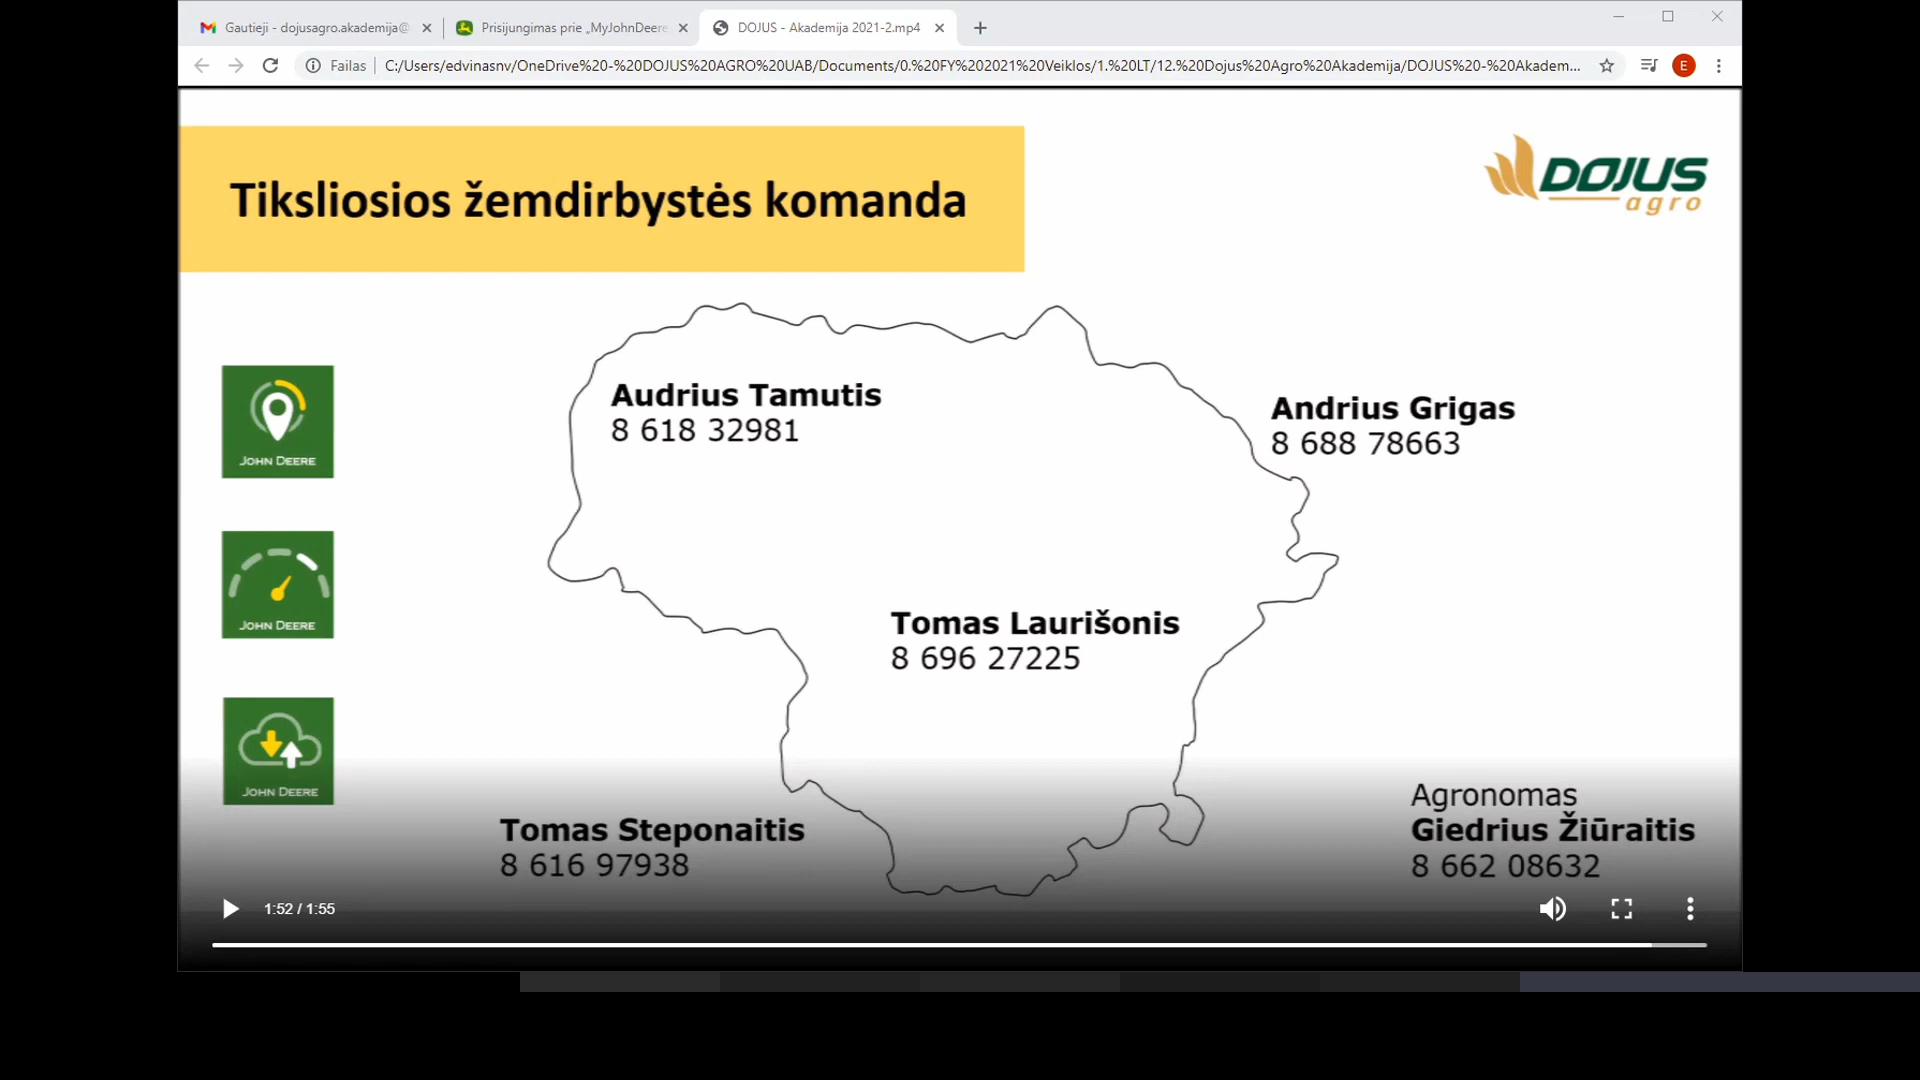 Gautieji - dojusagro.akademija@
Prisijungimas prie „MyJohnDeere
DOJUS - Akademija 2021-2.mp4
Failas
C:/Users/edvinasnv/OneDrive%20-%20DOJUS%20AGRO%20UAB/Documents/0.%20FY%202021%20Veiklos/1.%20LT/12.%20Dojus%20Agro%20Akademija/DOJUS%20-%20Akadem...
E
Tiksliosios žemdirbystės komanda
DOJUS
agro
JOHN DEERE
JOHN DEERE
JOHN DEERE
Audrius Tamutis
8 618 32981
Andrius Grigas
8 688 78663
Tomas Laurišonis
8 696 27225
Tomas Steponaitis
8 616 97938
Agronomas
Giedrius Žiūraitis
8 662 08632
1:52 / 1:55